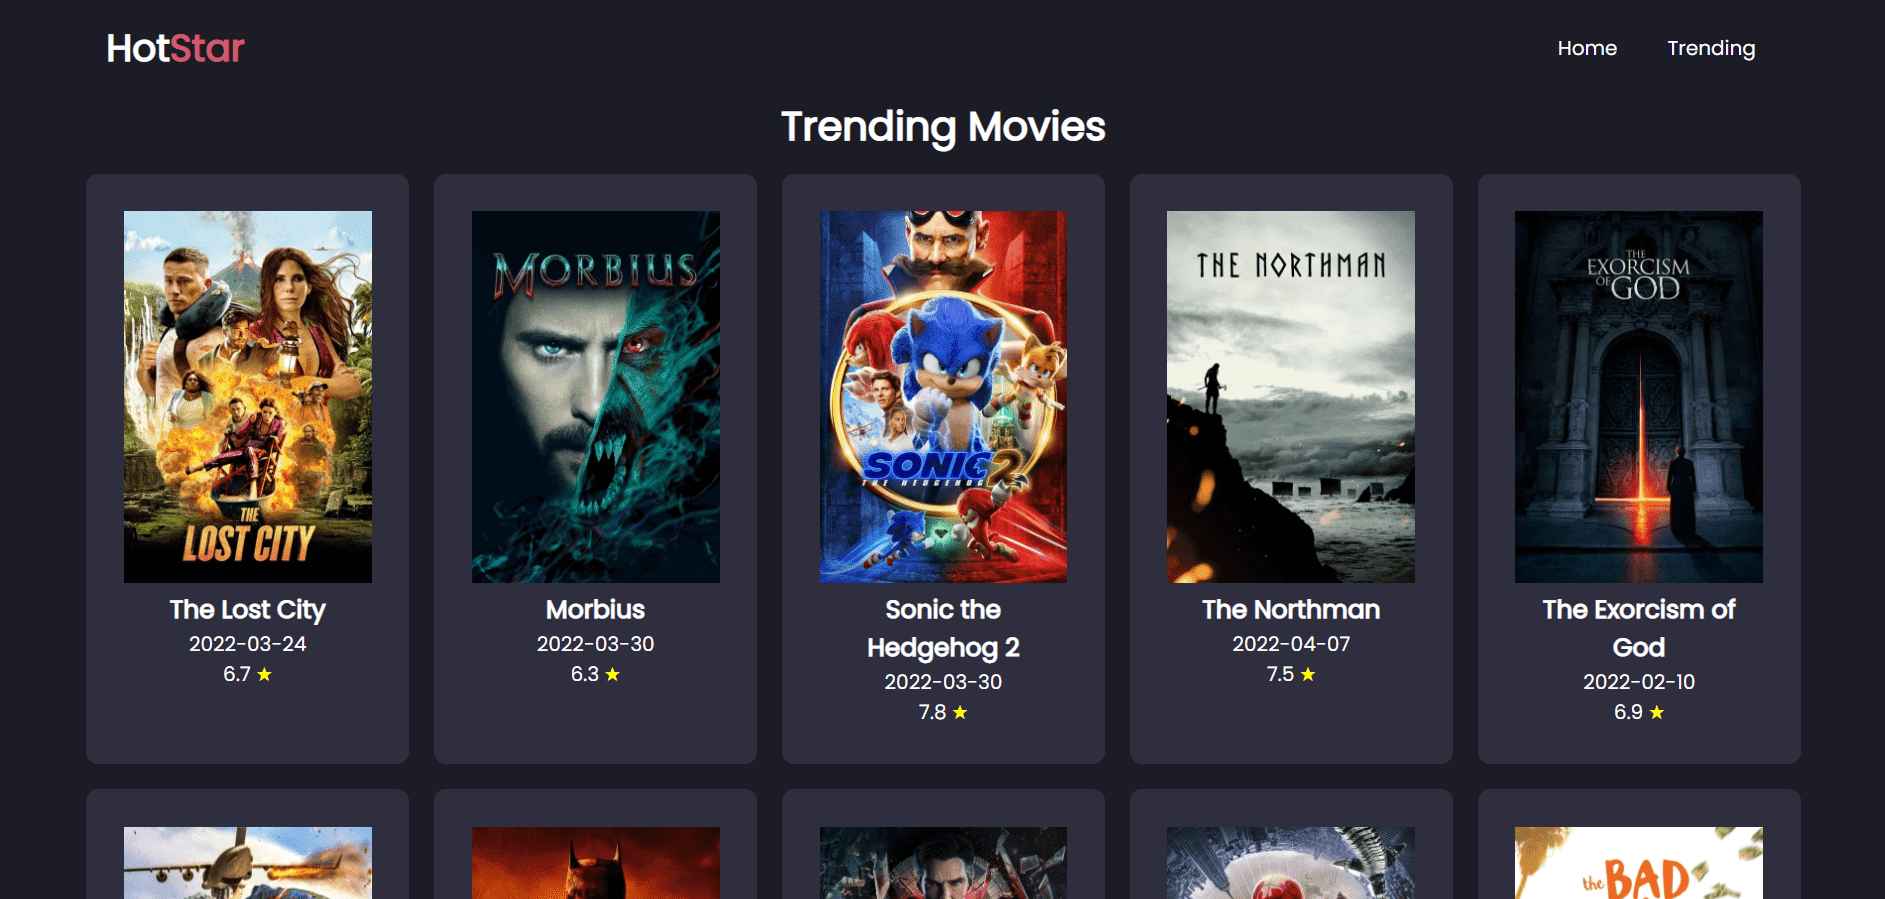 HotStar
Home
Trending
Trending Movies
MORBIUS
THE NORTHMAN
THE
EXORCISM
OF GOD
SONIC 2
THE HEDGEHOG
THE
LOST CITY
The Lost City
2022-03-24
6.7 ★
Morbius
2022-03-30
6.3 ★
Sonic the
Hedgehog 2
2022-03-30
7.8 ★
The Northman
2022-04-07
7.5 ★
The Exorcism of
God
2022-02-10
6.9 ★
the BAD